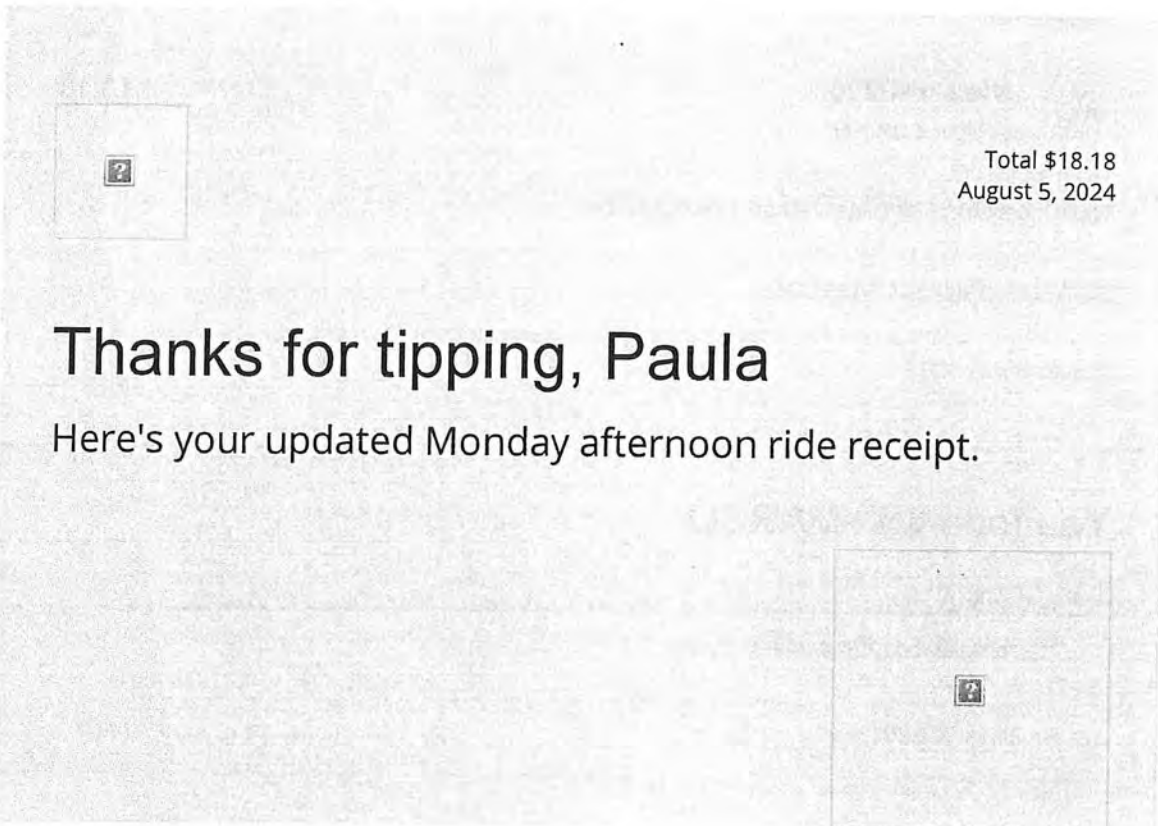 Total $18.18
August 5, 2024
Thanks for tipping, Paula
Here's your updated Monday afternoon ride receipt.